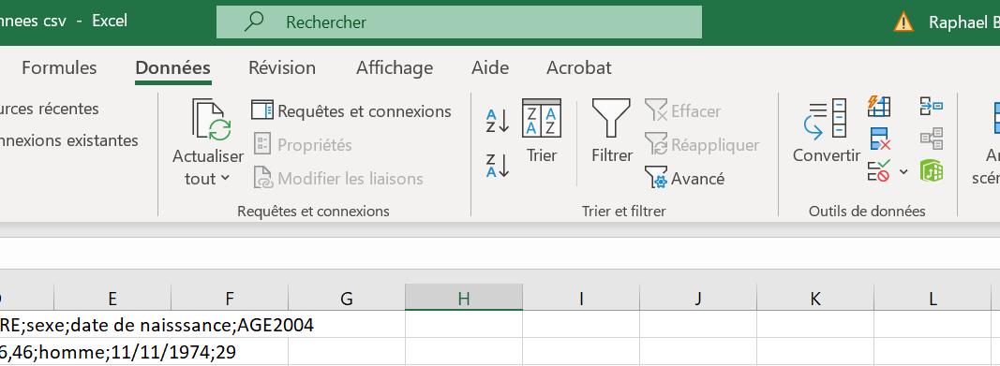 nnees csv - Excel
Rechercher
Raphael B
Formules Données Révision Affichage Aide Acrobat
urces récentes
nnexions existantes
Actualiser
tout
Requêtes et connexions
Propriétés
Modifier les liaisons
Requêtes et connexions
A
Z
Z
A
Z A
A Z
Trier
Filtrer
Effacer
Réappliquer
Avancé
Trier et filtrer
Convertir
Outils de données
An
scén
E F G H I J K L
RE;sexe;date de naisssance;AGE2004
6,46;homme;11/11/1974;29